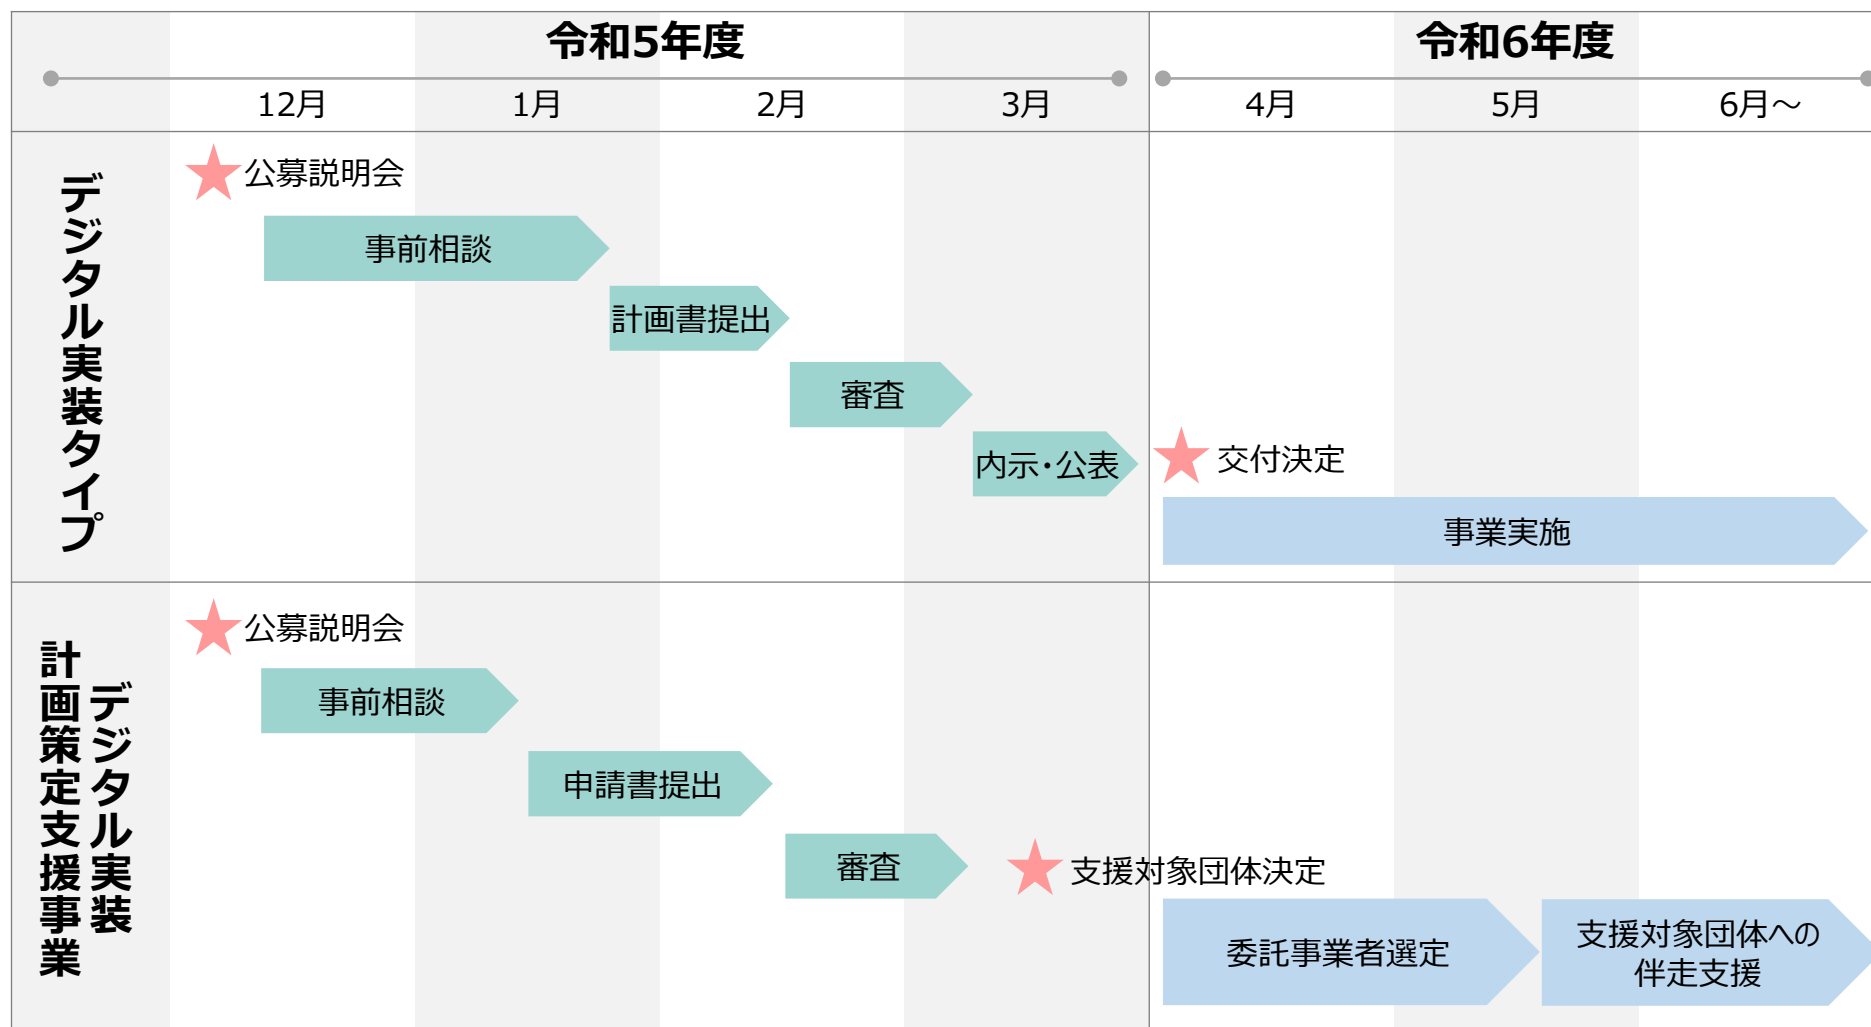 令和5年度
令和6年度
12月
1月
2月
3月
4月
5月
6月～
デジタル実装タイプ
公募説明会
事前相談
計画書提出
審査
内示・公表
交付決定
事業実施
デジタル実装
計画策定支援事業
公募説明会
事前相談
申請書提出
審査
支援対象団体決定
委託事業者選定
支援対象団体への
伴走支援